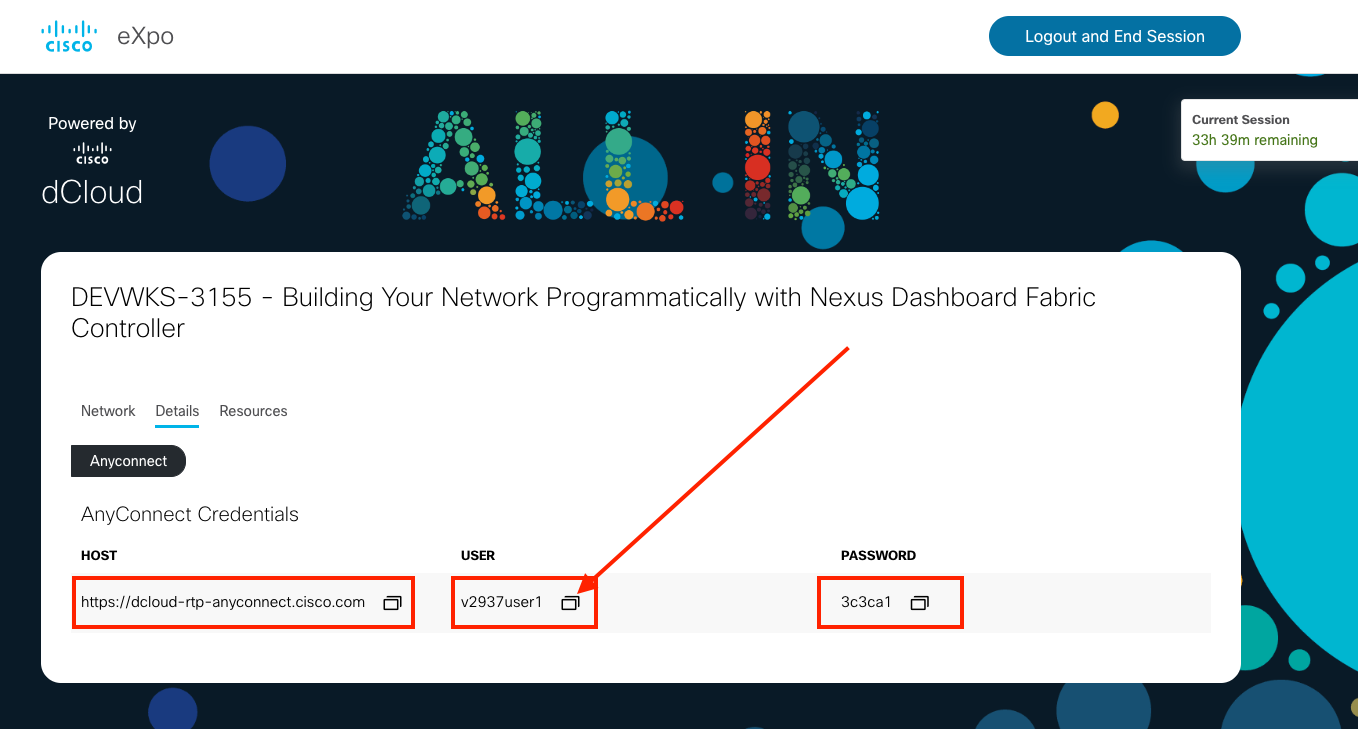 CISCO
eXpo
Logout and End Session
Powered by
CISCO
dCloud
ALL IN
Current Session
33h 39m remaining
DEVWKS-3155 - Building Your Network Programmatically with Nexus Dashboard Fabric
Controller
Network Details Resources
Anyconnect
AnyConnect Credentials
HOST USER PASSWORD
https://dcloud-rtp-anyconnect.cisco.com v2937user1 3c3ca1